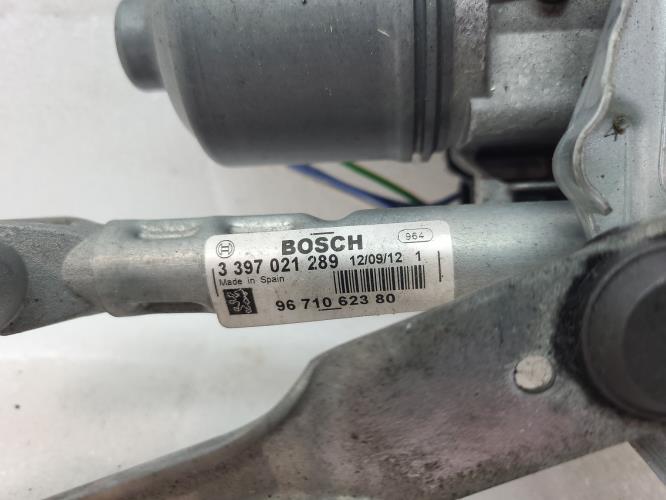 BOSCH 964
3 397 021 289 12/09/12 1
Made in Spain
96 710 623 80